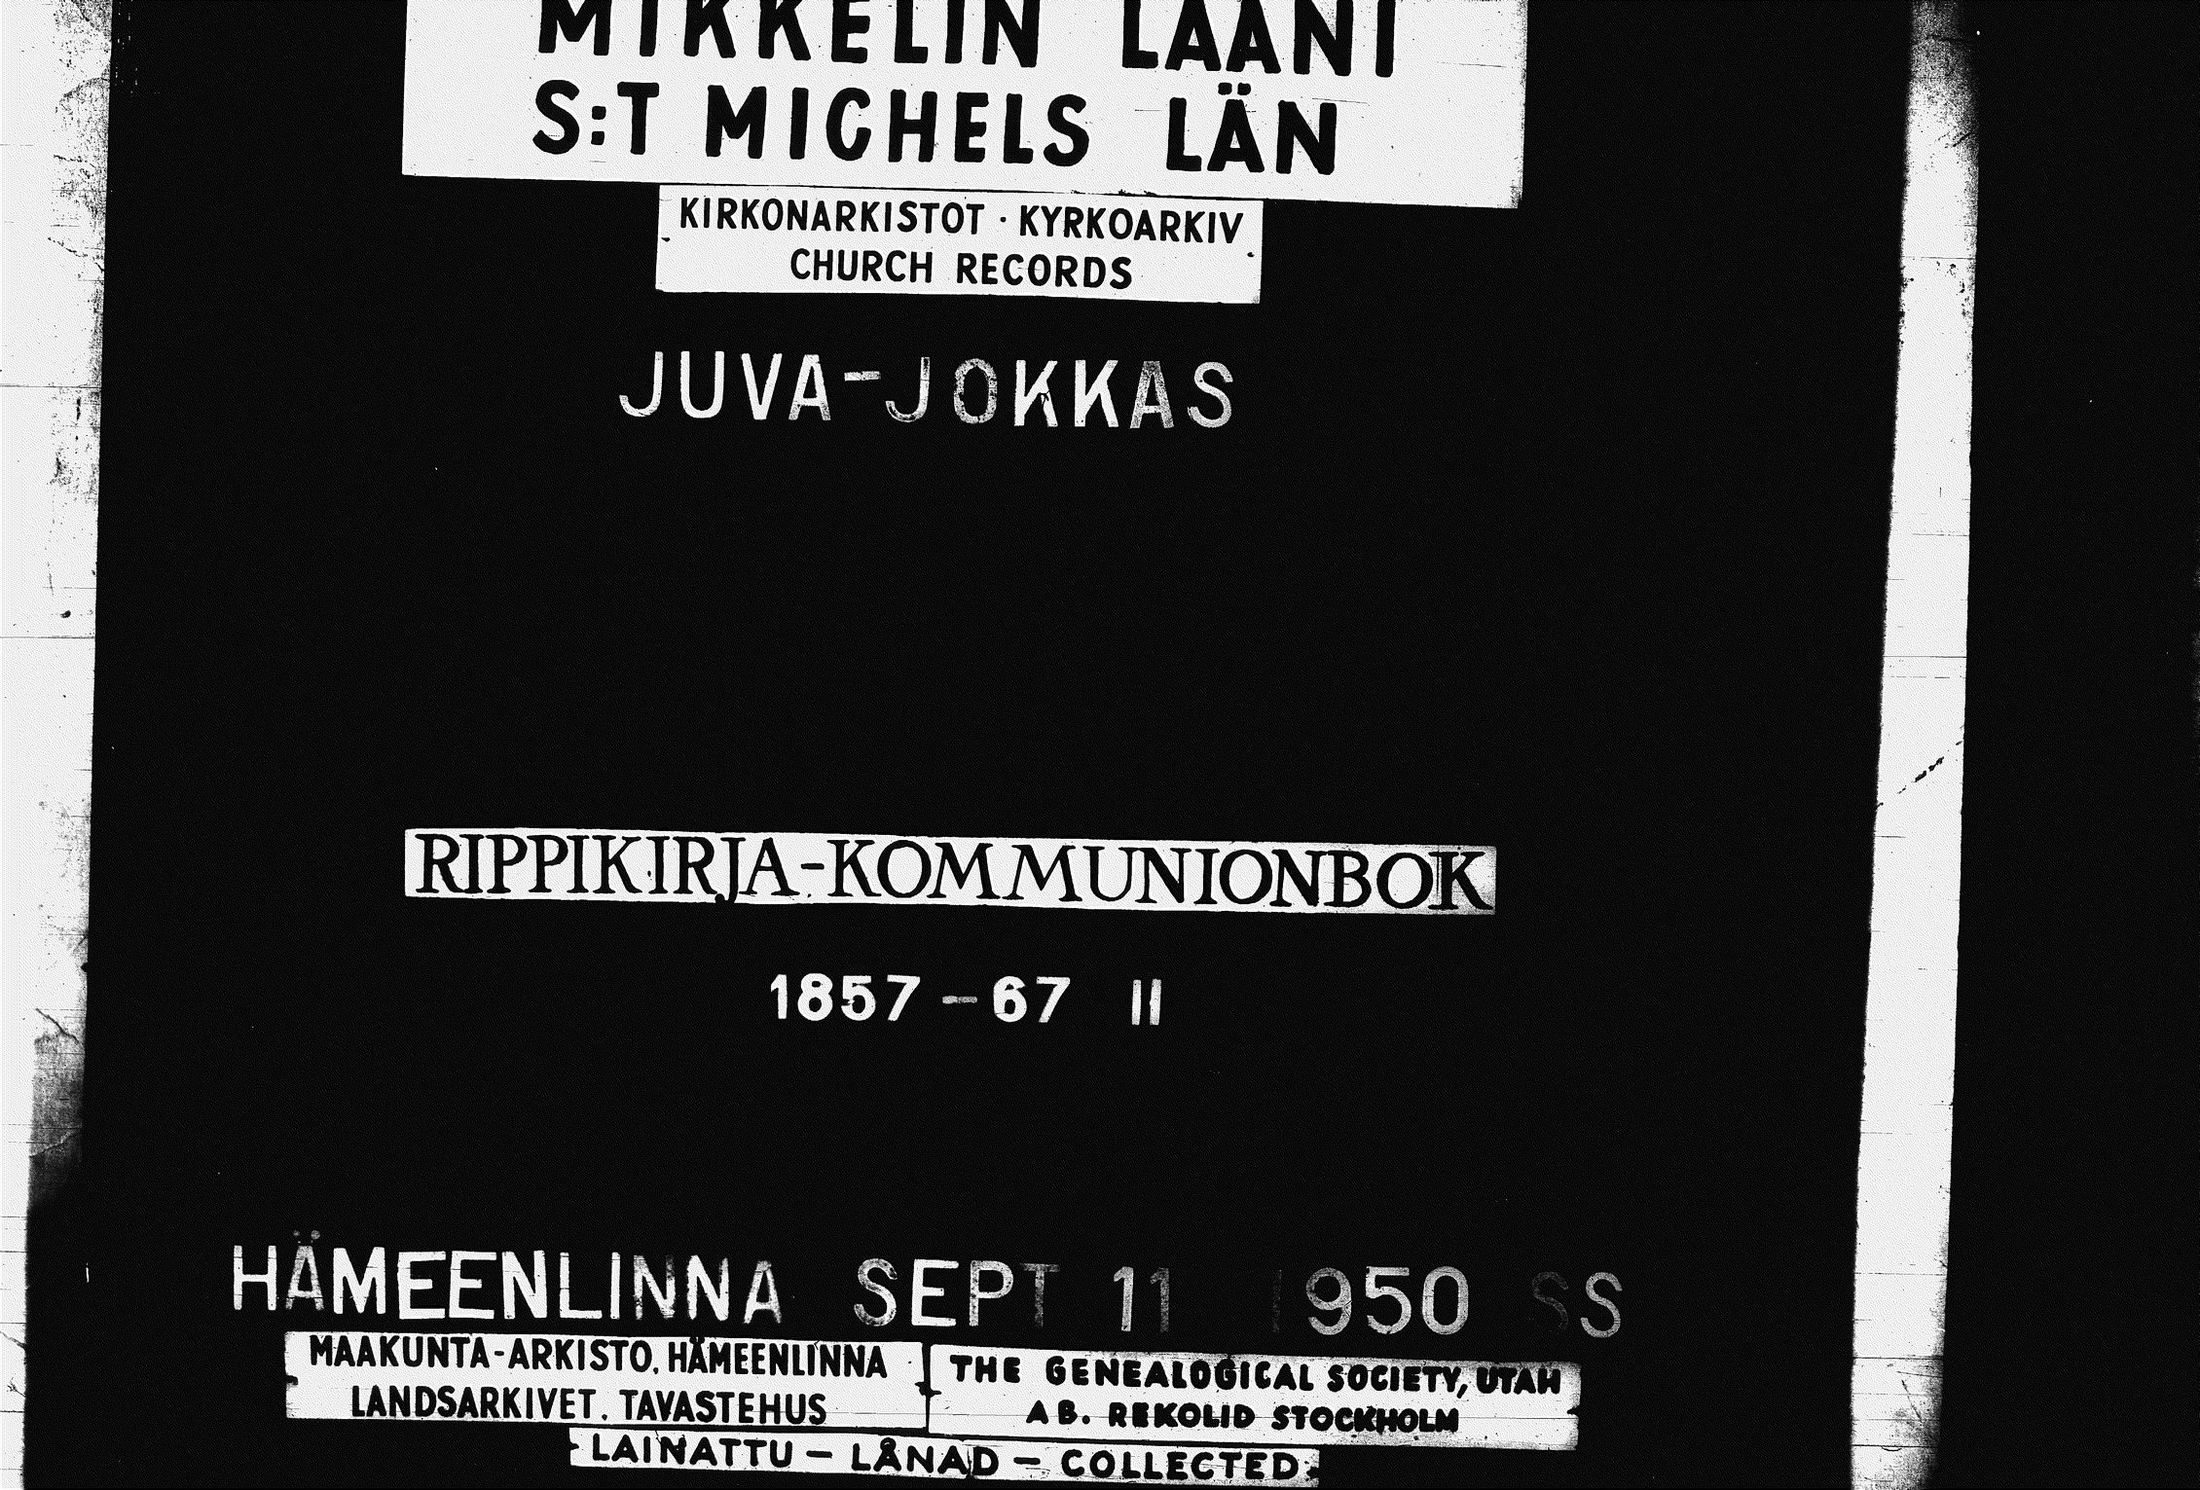 MIKKELIN LÄÄNI
S:T MICHELS LÄN
KIRKONARKISTOT · KYRKOARKIV
CHURCH RECORDS
JUVA-JOKKAS
RIPPIKIRJA-KOMMUNIONBOK
1857-67 II
HÄMEENLINNA SEPT 11 1950 SS
MAAKUNTA-ARKISTO, HÄMEENLINNA
LANDSARKIVET, TAVASTEHUS
THE GENEALOGICAL SOCIETY, UTAH
AB. REKOLID STOCKHOLM
LAINATTU - LÅNAD - COLLECTED